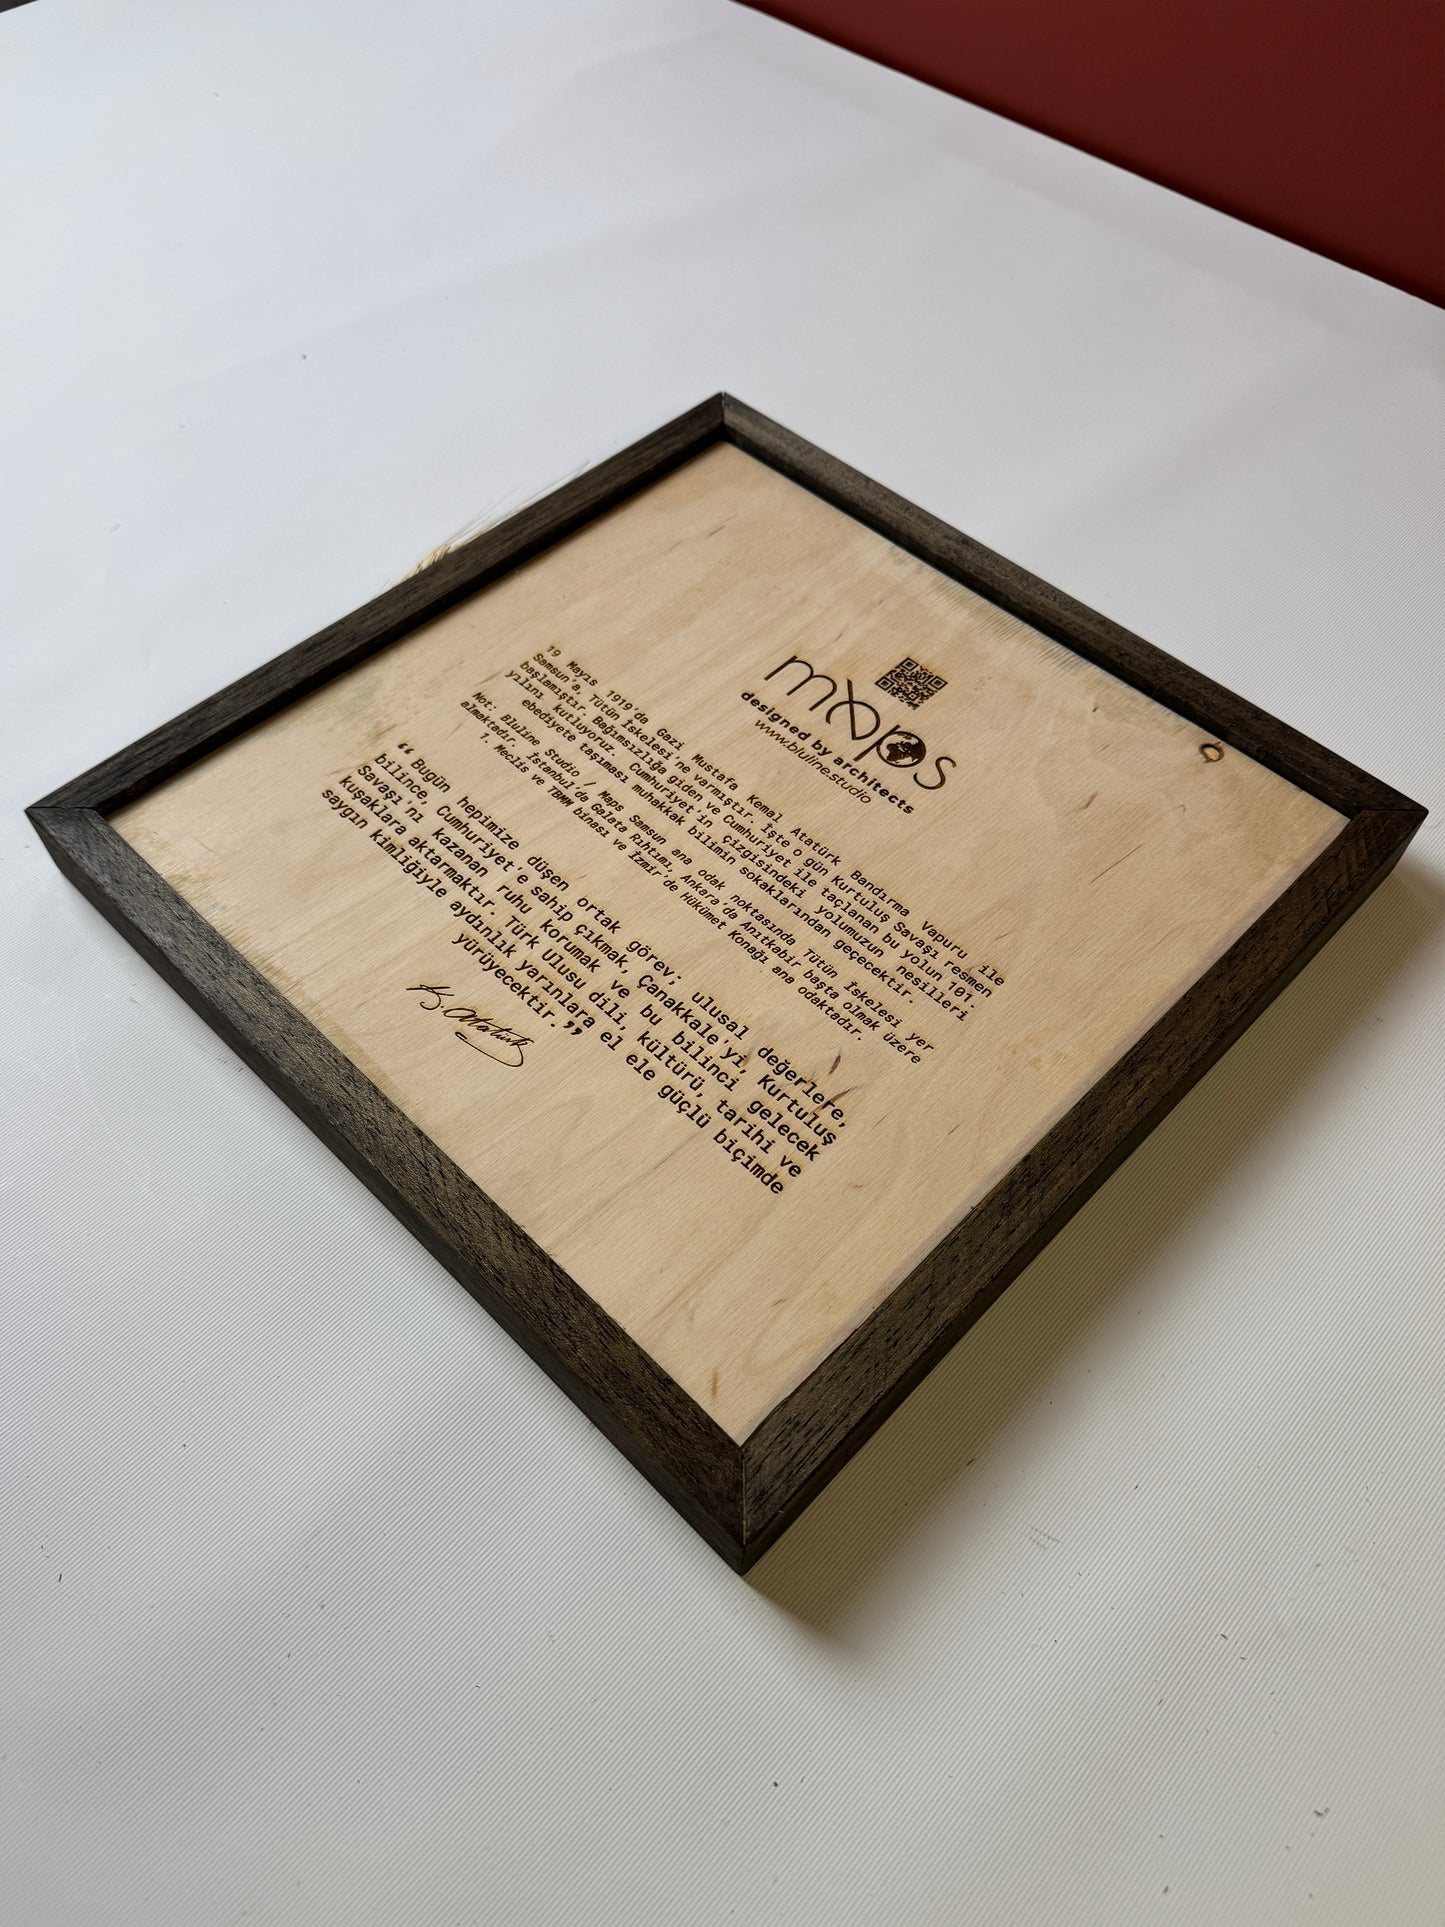 maps
designed by architects
www.bluline.studio
19 Mayıs 1919'da Gazi Mustafa Kemal Atatürk Bandırma Vapuru ile
Samsun'a, Tütün İskelesi'ne varmıştır. İşte o gün Kurtuluş Savaşı resmen
başlamıştır. Bağımsızlığa giden ve Cumhuriyet ile taçlanan bu yolun 101.
yılını kutluyoruz. Cumhuriyet'in çizgisindeki yolumuzun nesilleri
ebediyete taşıması muhakkak bilimin sokaklarından geçecektir.
Not: Bluline Studio / Maps Samsun ana odak noktasında Tütün İskelesi yer
almaktadır. İstanbul'da Galata Rıhtımı, Ankara'da Anıtkabir başta olmak üzere
1. Meclis ve TBMM binası ve İzmir'de Hükümet Konağı ana odaktadır.
“ Bugün hepimize düşen ortak görev; ulusal değerlere,
bilince, Cumhuriyet'e sahip çıkmak, Çanakkale'yi, Kurtuluş
Savaşı'nı kazanan ruhu korumak ve bu bilinci gelecek
kuşaklara aktarmaktır. Türk Ulusu dili, kültürü, tarihi ve
saygın kimliğiyle aydınlık yarınlara el ele güçlü biçimde
yürüyecektir.”
K. Atatürk